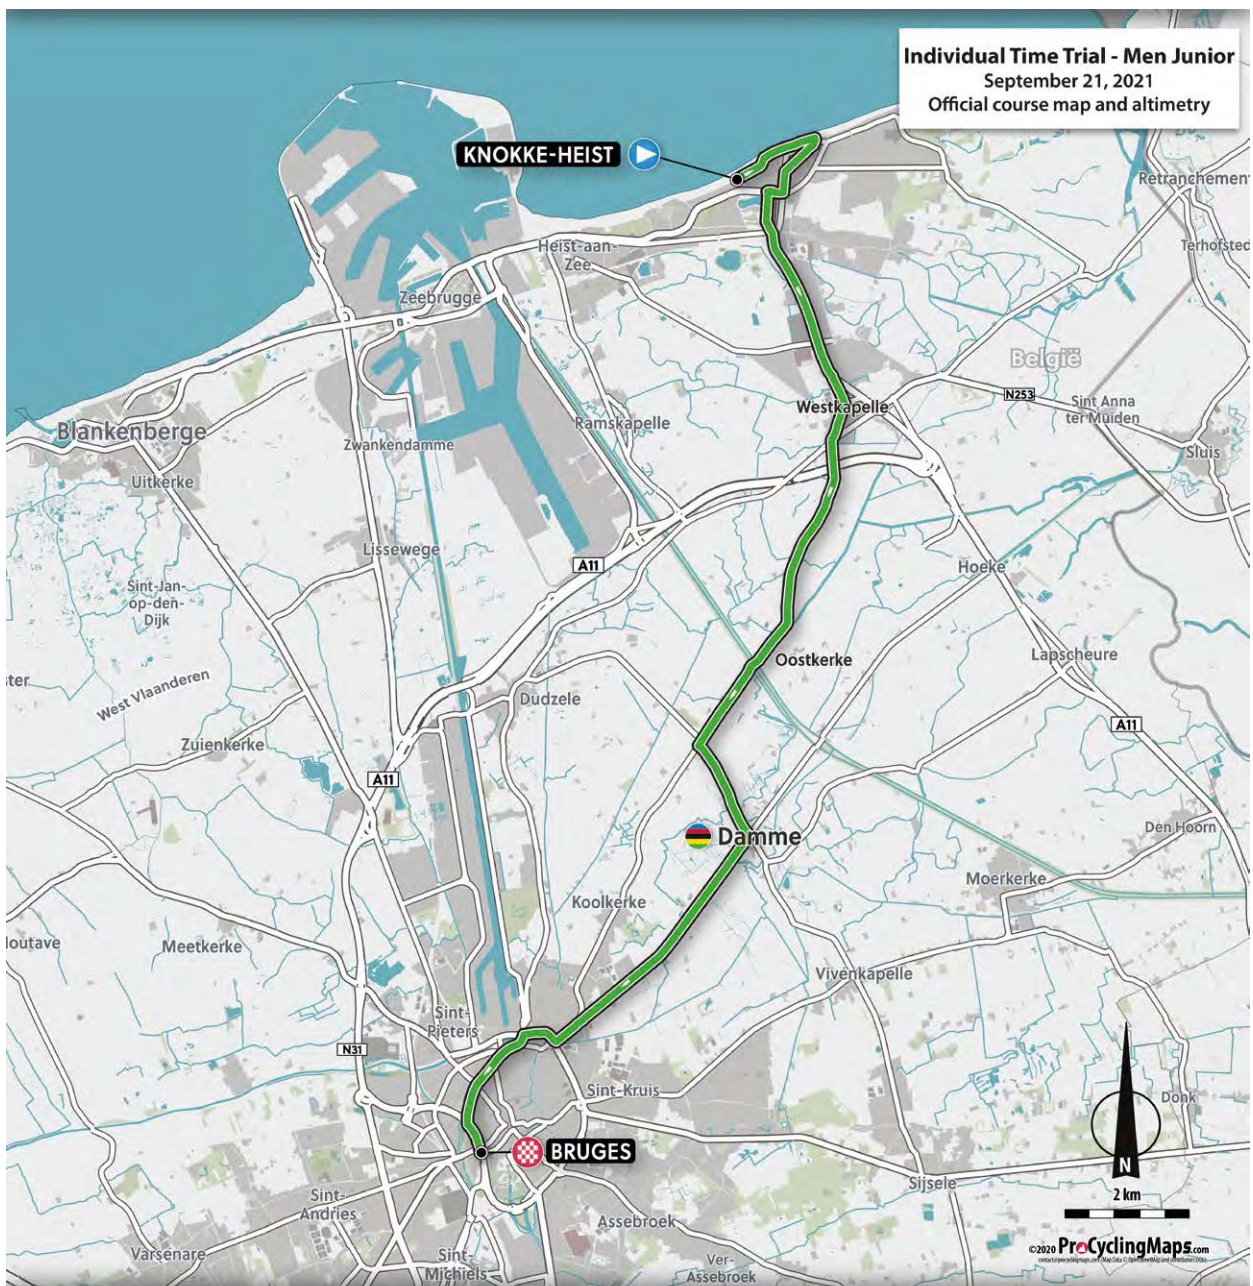 Individual Time Trial - Men Junior
September 21, 2021
Official course map and altimetry
KNOKKE-HEIST
Retranchement
Terhofsted
Heist-aan-
Zee
Zeebrugge
België
N253
Westkapelle
Sint Anna
ter Muiden
Ramskapelle
Blankenberge
Zwankendamme
Sluis
Uitkerke
Lissewege
A11
Hoeke
Sint-Jan-
op-den-
Dijk
Oostkerke
Lapscheure
ster
West Vlaanderen
Dudzele
A11
Zuienkerke
A11
Damme
Den Hoorn
Moerkerke
Koolkerke
Houtave
Meetkerke
Vivenkapelle
Sint-
Pieters
N31
Sint-Kruis
Donk
BRUGES
N
Sijsele
2 km
Sint-
Andries
Assebroek
Varsenare
Sint-
Michiels
Ver-
Assebroek
©2020 ProCyclingMaps.com